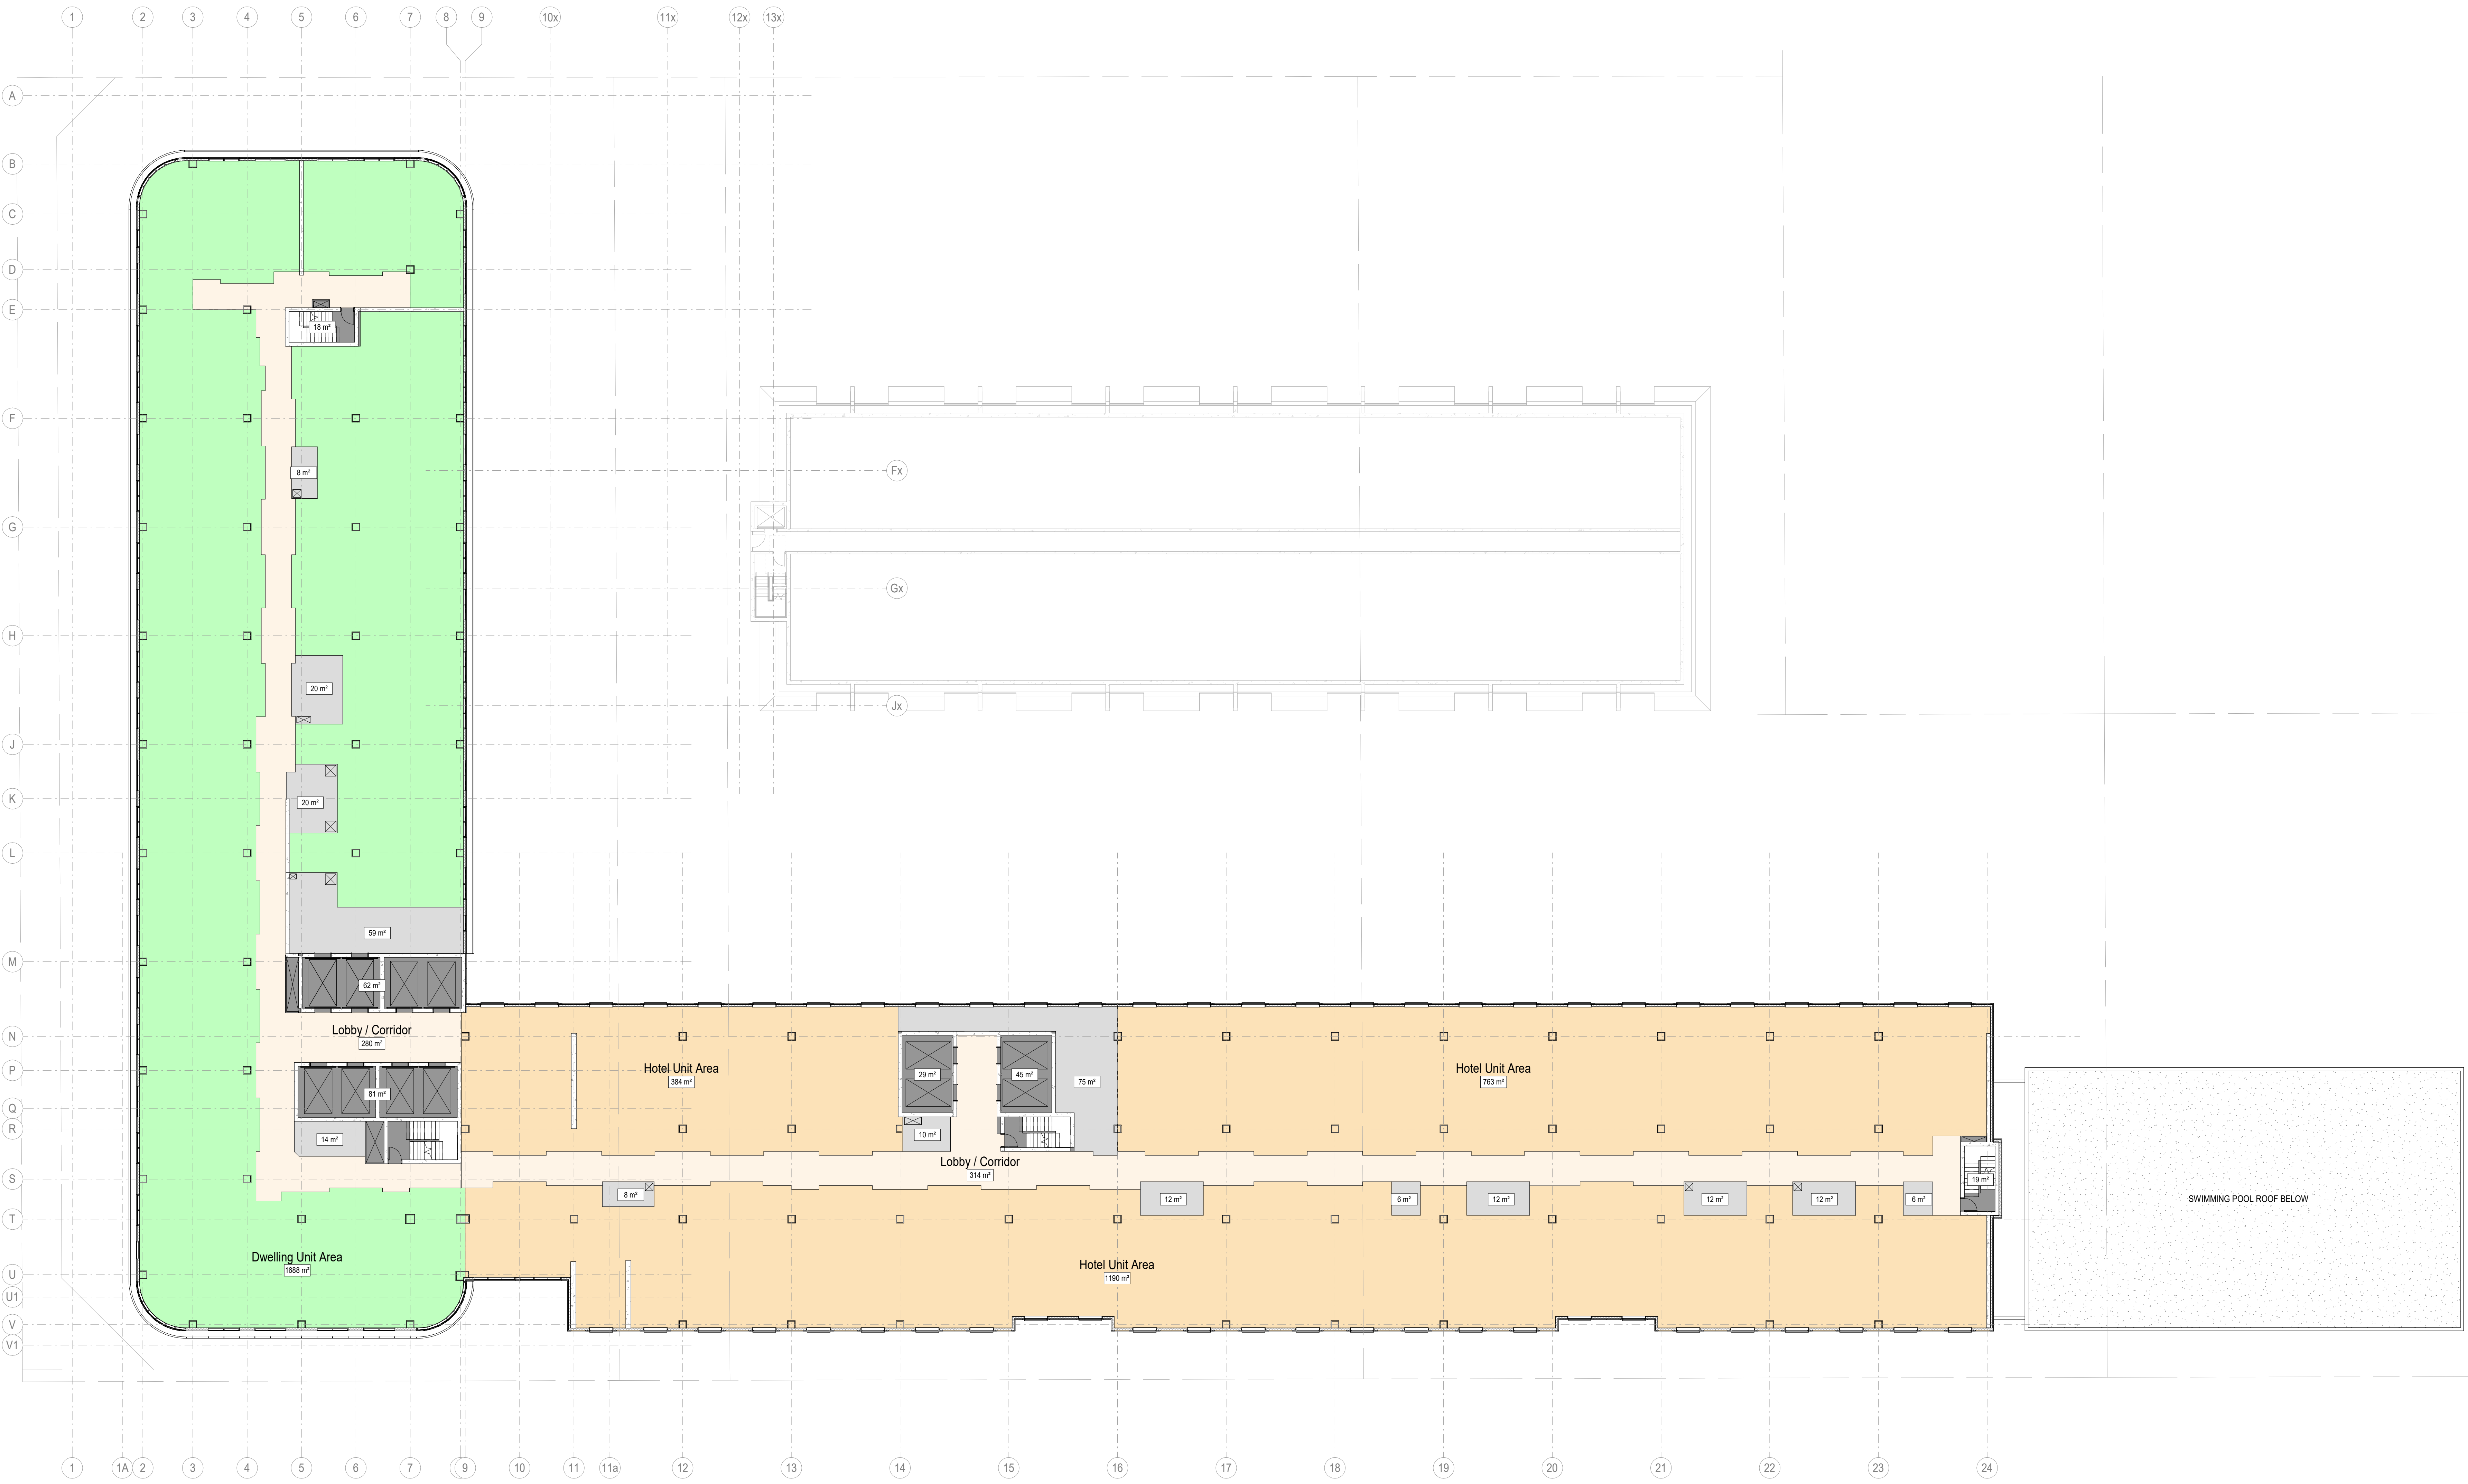 1 2 3 4 5 6 7 8 9 10x 11x 12x 13x
A
B
C
D
E
18 m²
F
8 m²
Fx
G
Gx
H
20 m²
Jx
J
K
20 m²
L
59 m²
M
62 m²
Lobby / Corridor
280 m²
N
P
Hotel Unit Area
384 m²
29 m²
45 m²
75 m²
Hotel Unit Area
763 m²
81 m²
Q
R
14 m²
10 m²
Lobby / Corridor
314 m²
S
8 m²
12 m²
6 m²
12 m²
12 m²
12 m²
6 m²
19 m²
SWIMMING POOL ROOF BELOW
T
Dwelling Unit Area
1688 m²
Hotel Unit Area
1190 m²
U
U1
V
V1
1 1A 2 3 4 5 6 7 9 10 11 11a 12 13 14 15 16 17 18 19 20 21 22 23 24